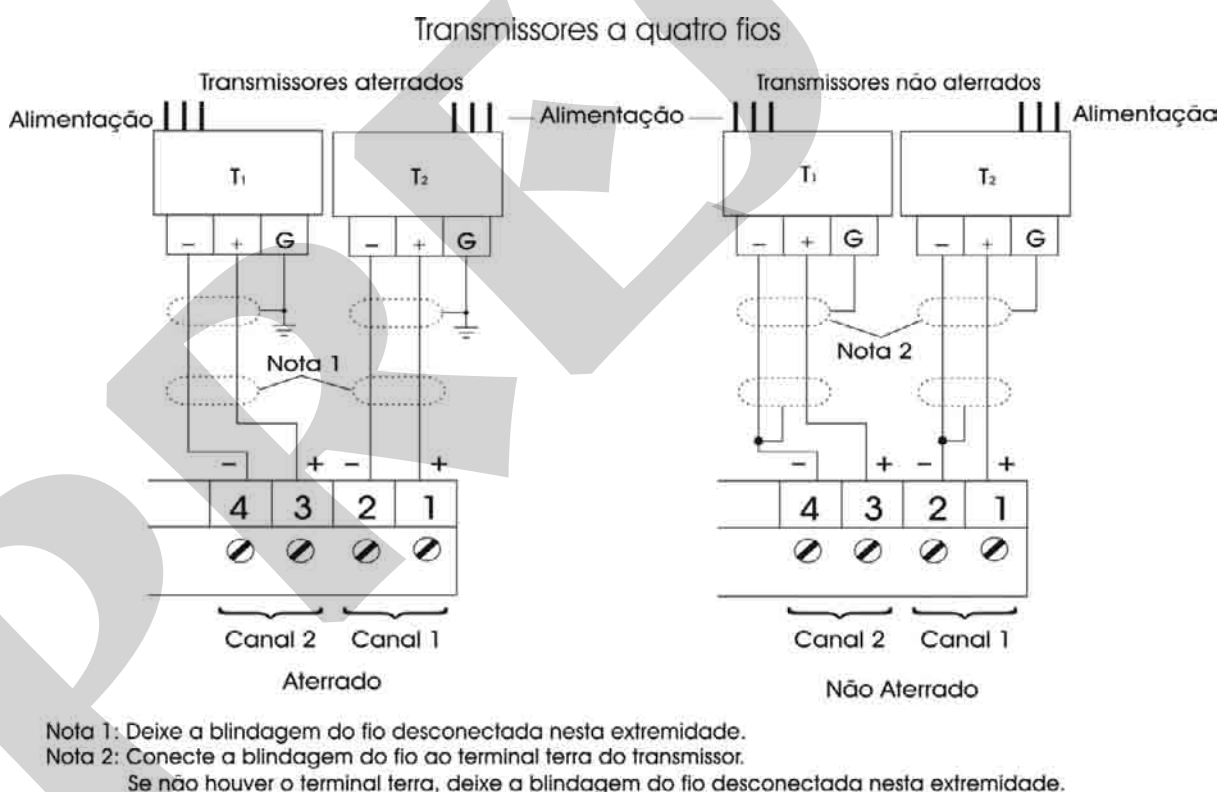 Transmissores a quatro fios
Transmissores aterrados
Transmissores não aterrados
Alimentação
Alimentação
Alimentaçãa
T1
T2
T1
T2
− + G
− + G
− + G
− + G
Nota 1
Nota 2
− + − +
− + − +
4 3 2 1
4 3 2 1
Canal 2 Canal 1
Canal 2 Canal 1
Aterrado
Não Aterrado
Nota 1: Deixe a blindagem do fio desconectada nesta extremidade.
Nota 2: Conecte a blindagem do fio ao terminal terra do transmissor.
Se não houver o terminal terra, deixe a blindagem do fio desconectada nesta extremidade.